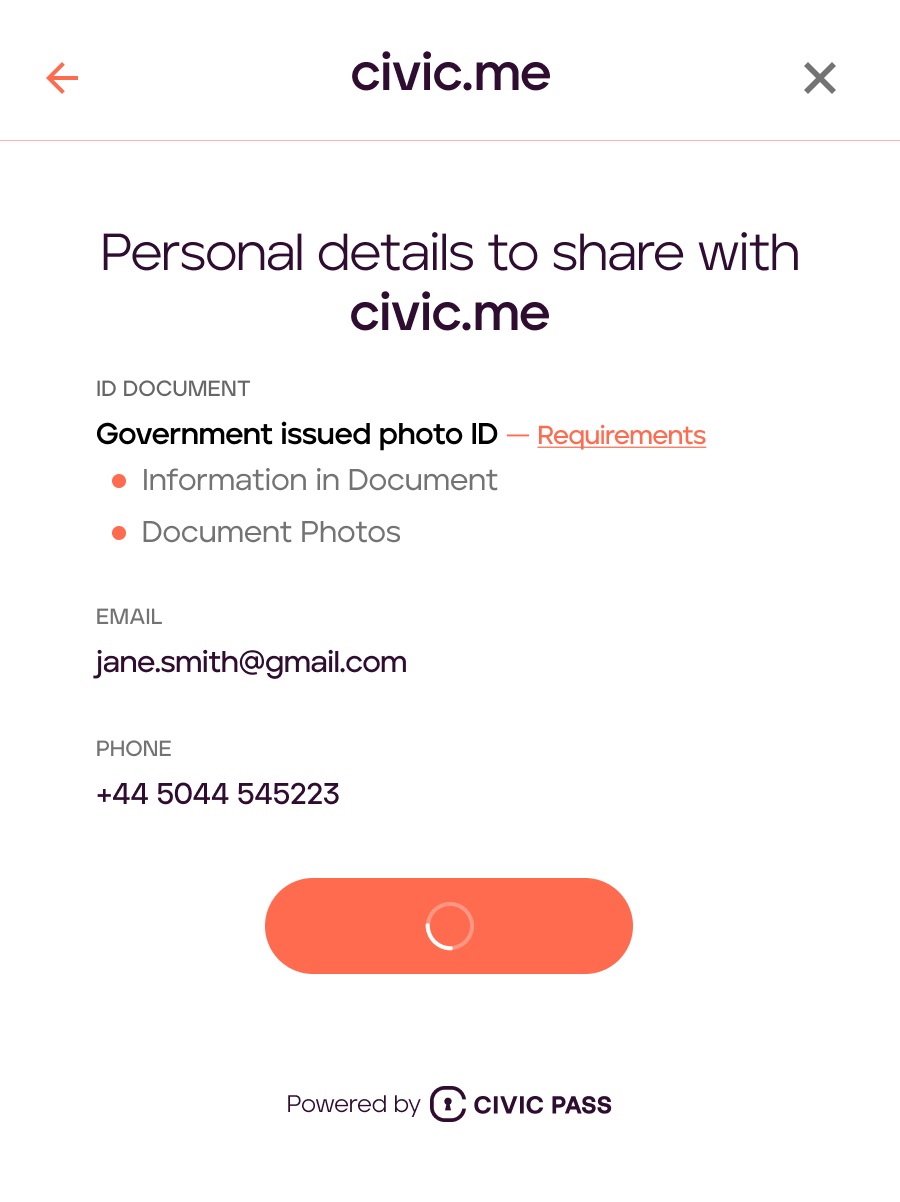 civic.me
Personal details to share with
civic.me
ID DOCUMENT
Government issued photo ID — Requirements
Information in Document
Document Photos
EMAIL
jane.smith@gmail.com
PHONE
+44 5044 545223
Powered by CIVIC PASS